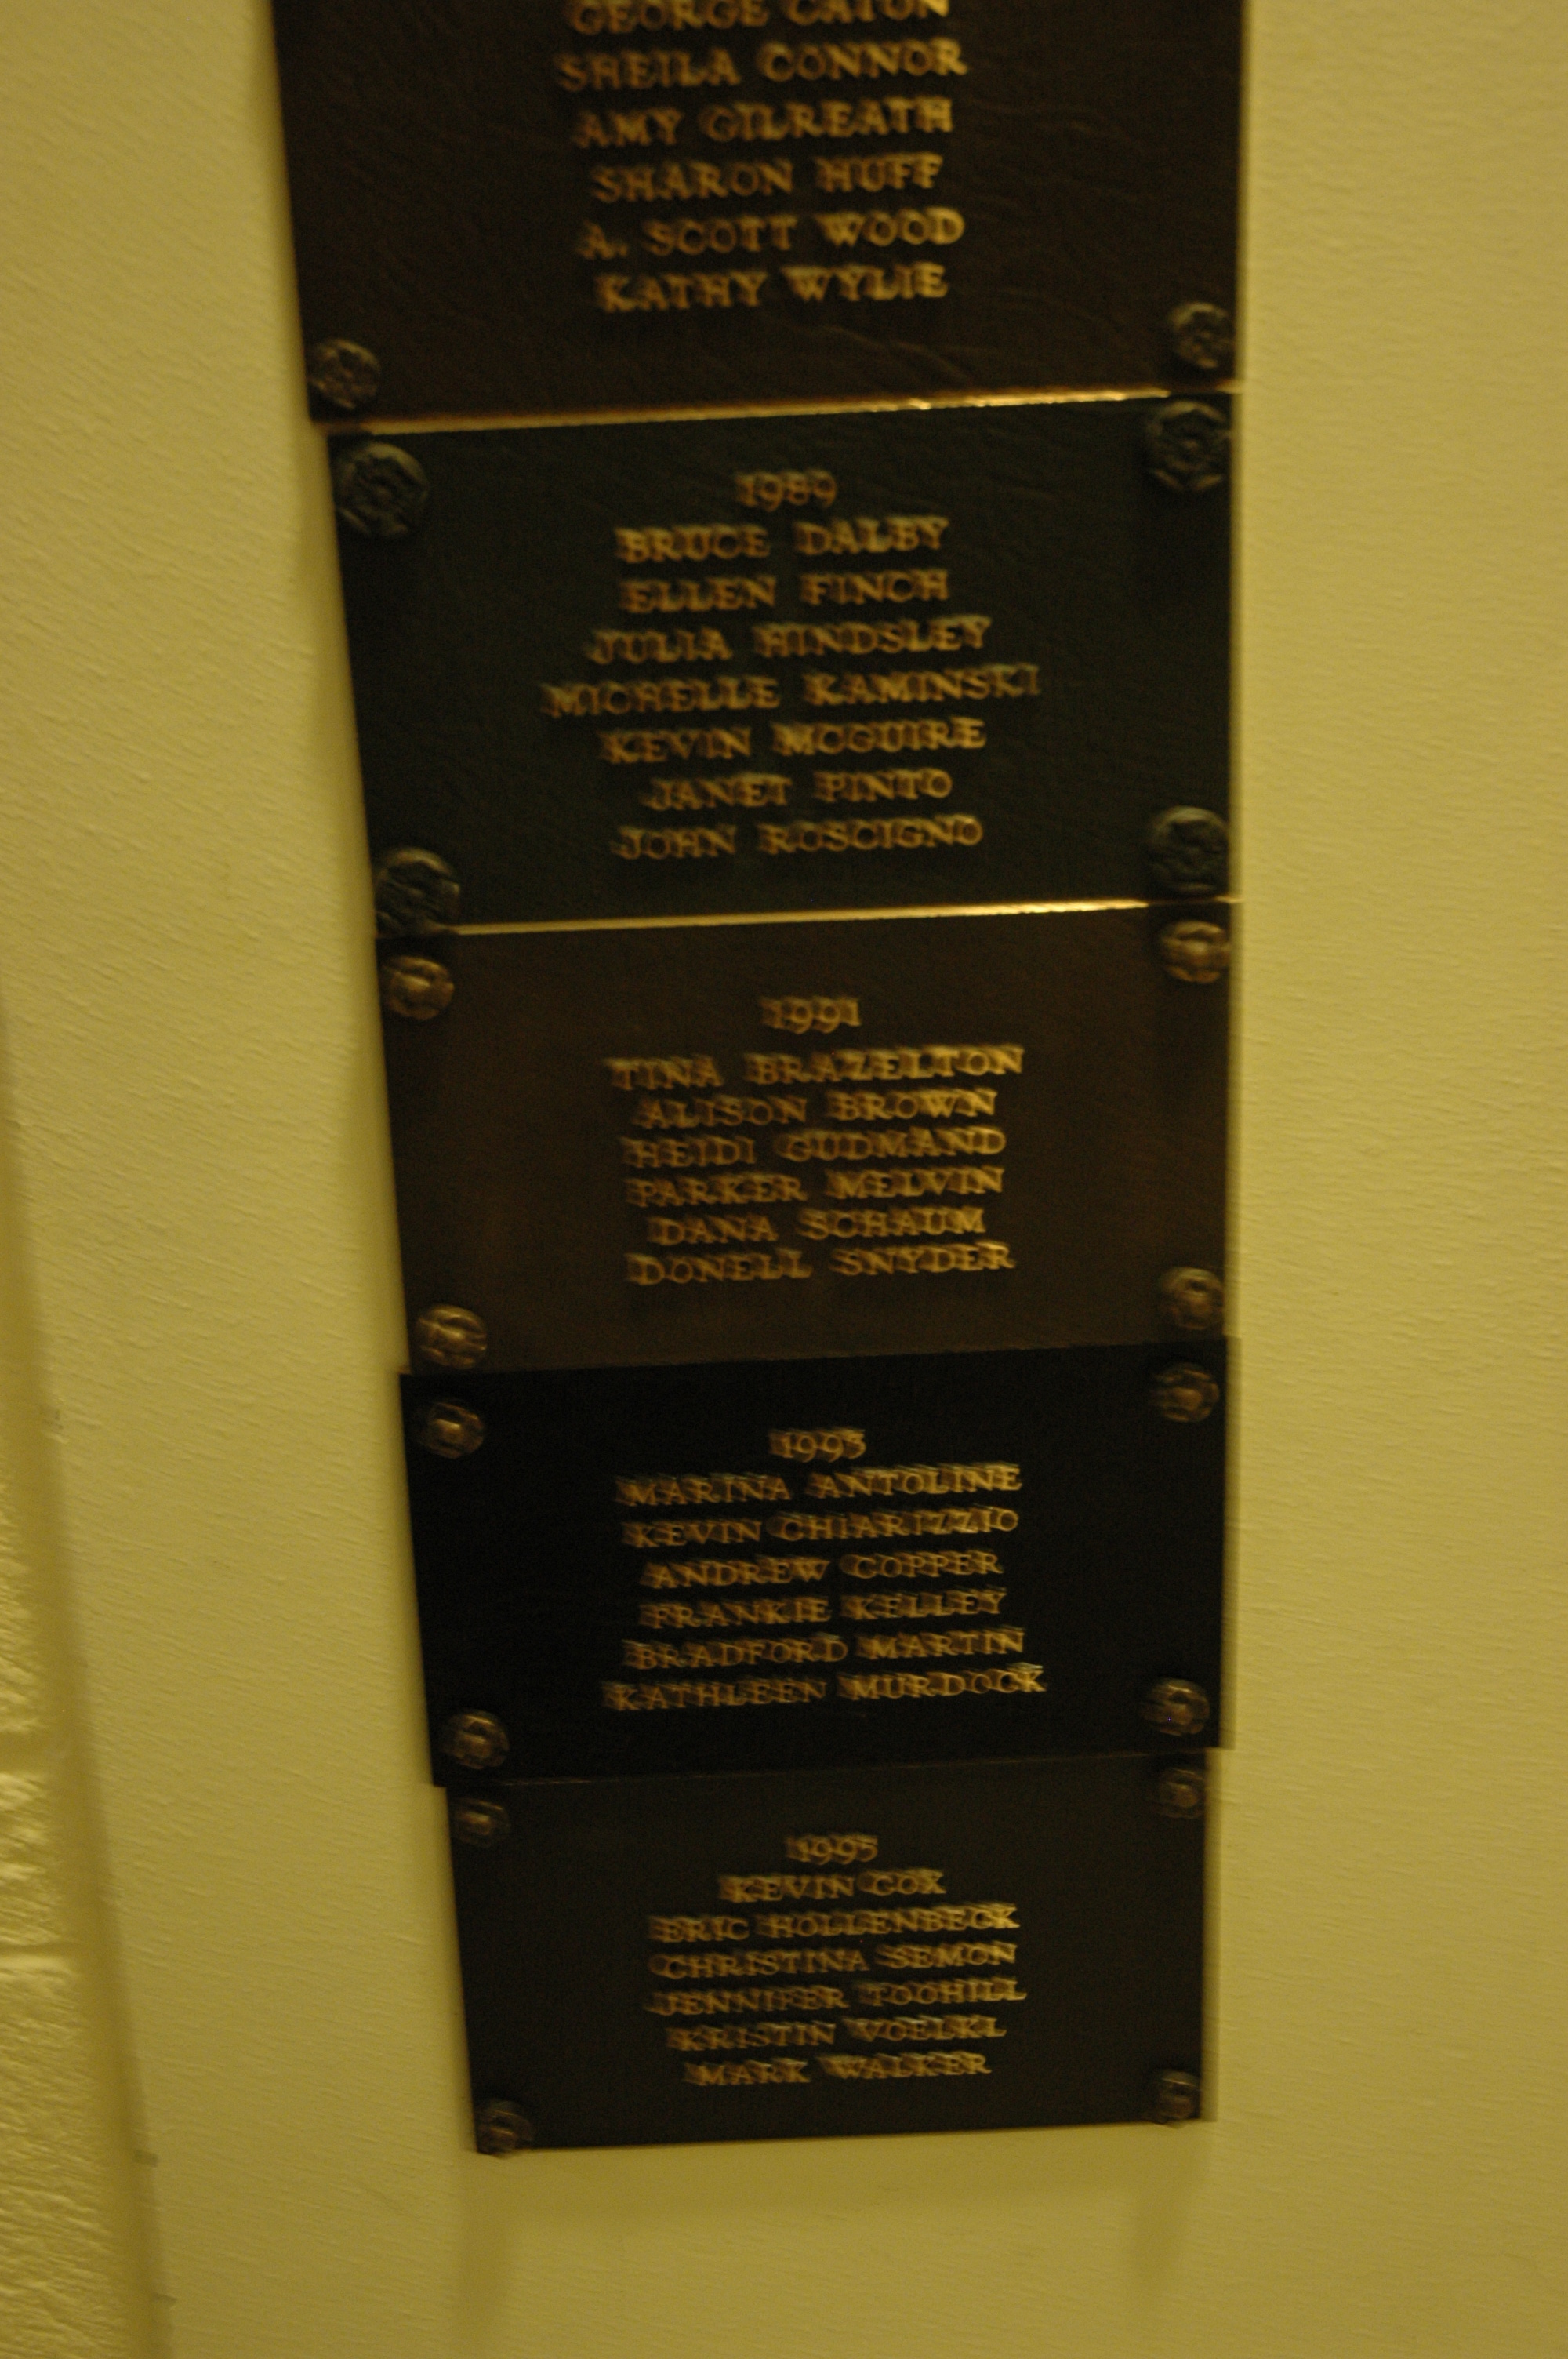 GEORGE CATON
SHEILA CONNOR
AMY GILREATH
SHARON HUFF
A. SCOTT WOOD
KATHY WYLIE
1989
BRUCE DALBY
ELLEN FINCH
JULIA HINDSLEY
MICHELLE KAMINSKI
KEVIN MCGUIRE
JANET PINTO
JOHN ROSCIGNO
1991
TINA BRAZELTON
ALISON BROWN
HEIDI GUDMAND
PARKER MELVIN
DANA SCHAUM
DONELL SNYDER
MARINA ANTOLINE
KEVIN CHIARIZZIO
ANDREW COPPER
FRANKIE KELLEY
BRADFORD MARTIN
KATHLEEN MURDOCK
1995
KEVIN COX
ERIC HOLLENBECK
CHRISTINA SEMON
JENNIFER TOOHILL
KRISTIN VOELKL
MARK WALKER